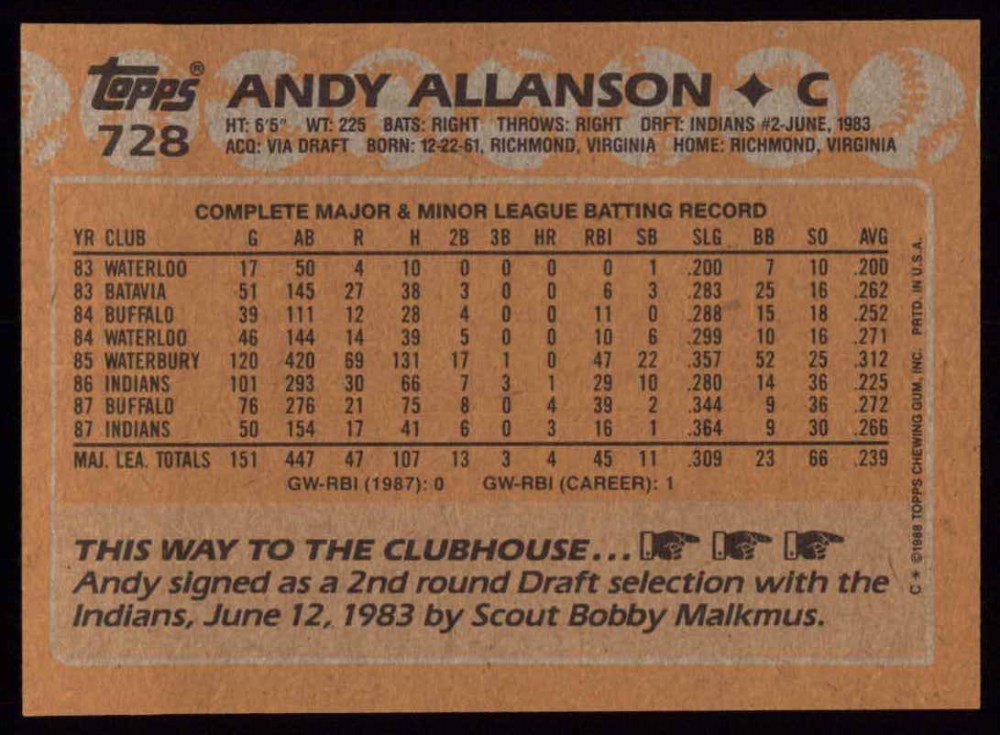 topps® ANDY ALLANSON ✦ C
728
HT: 6'5" WT: 225 BATS: RIGHT THROWS: RIGHT DRFT: INDIANS #2-JUNE, 1983
ACQ: VIA DRAFT BORN: 12-22-61, RICHMOND, VIRGINIA HOME: RICHMOND, VIRGINIA
COMPLETE MAJOR & MINOR LEAGUE BATTING RECORD
YR CLUB G AB R H 2B 3B HR RBI SB SLG BB SO AVG
83 WATERLOO 17 50 4 10 0 0 0 0 1 .200 7 10 .200
83 BATAVIA 51 145 27 38 3 0 0 6 3 .283 25 16 .262
84 BUFFALO 39 111 12 28 4 0 0 11 0 .288 15 18 .252
84 WATERLOO 46 144 14 39 5 0 0 10 6 .299 10 16 .271
85 WATERBURY 120 420 69 131 17 1 0 47 22 .357 52 25 .312
86 INDIANS 101 293 30 66 7 3 1 29 10 .280 14 36 .225
87 BUFFALO 76 276 21 75 8 0 4 39 2 .344 9 36 .272
87 INDIANS 50 154 17 41 6 0 3 16 1 .364 9 30 .266
MAJ. LEA. TOTALS 151 447 47 107 13 3 4 45 11 .309 23 66 .239
GW-RBI (1987): 0 GW-RBI (CAREER): 1
THIS WAY TO THE CLUBHOUSE...
Andy signed as a 2nd round Draft selection with the
Indians, June 12, 1983 by Scout Bobby Malkmus.
C* ©1988 TOPPS CHEWING GUM, INC. PRTD. IN U.S.A.